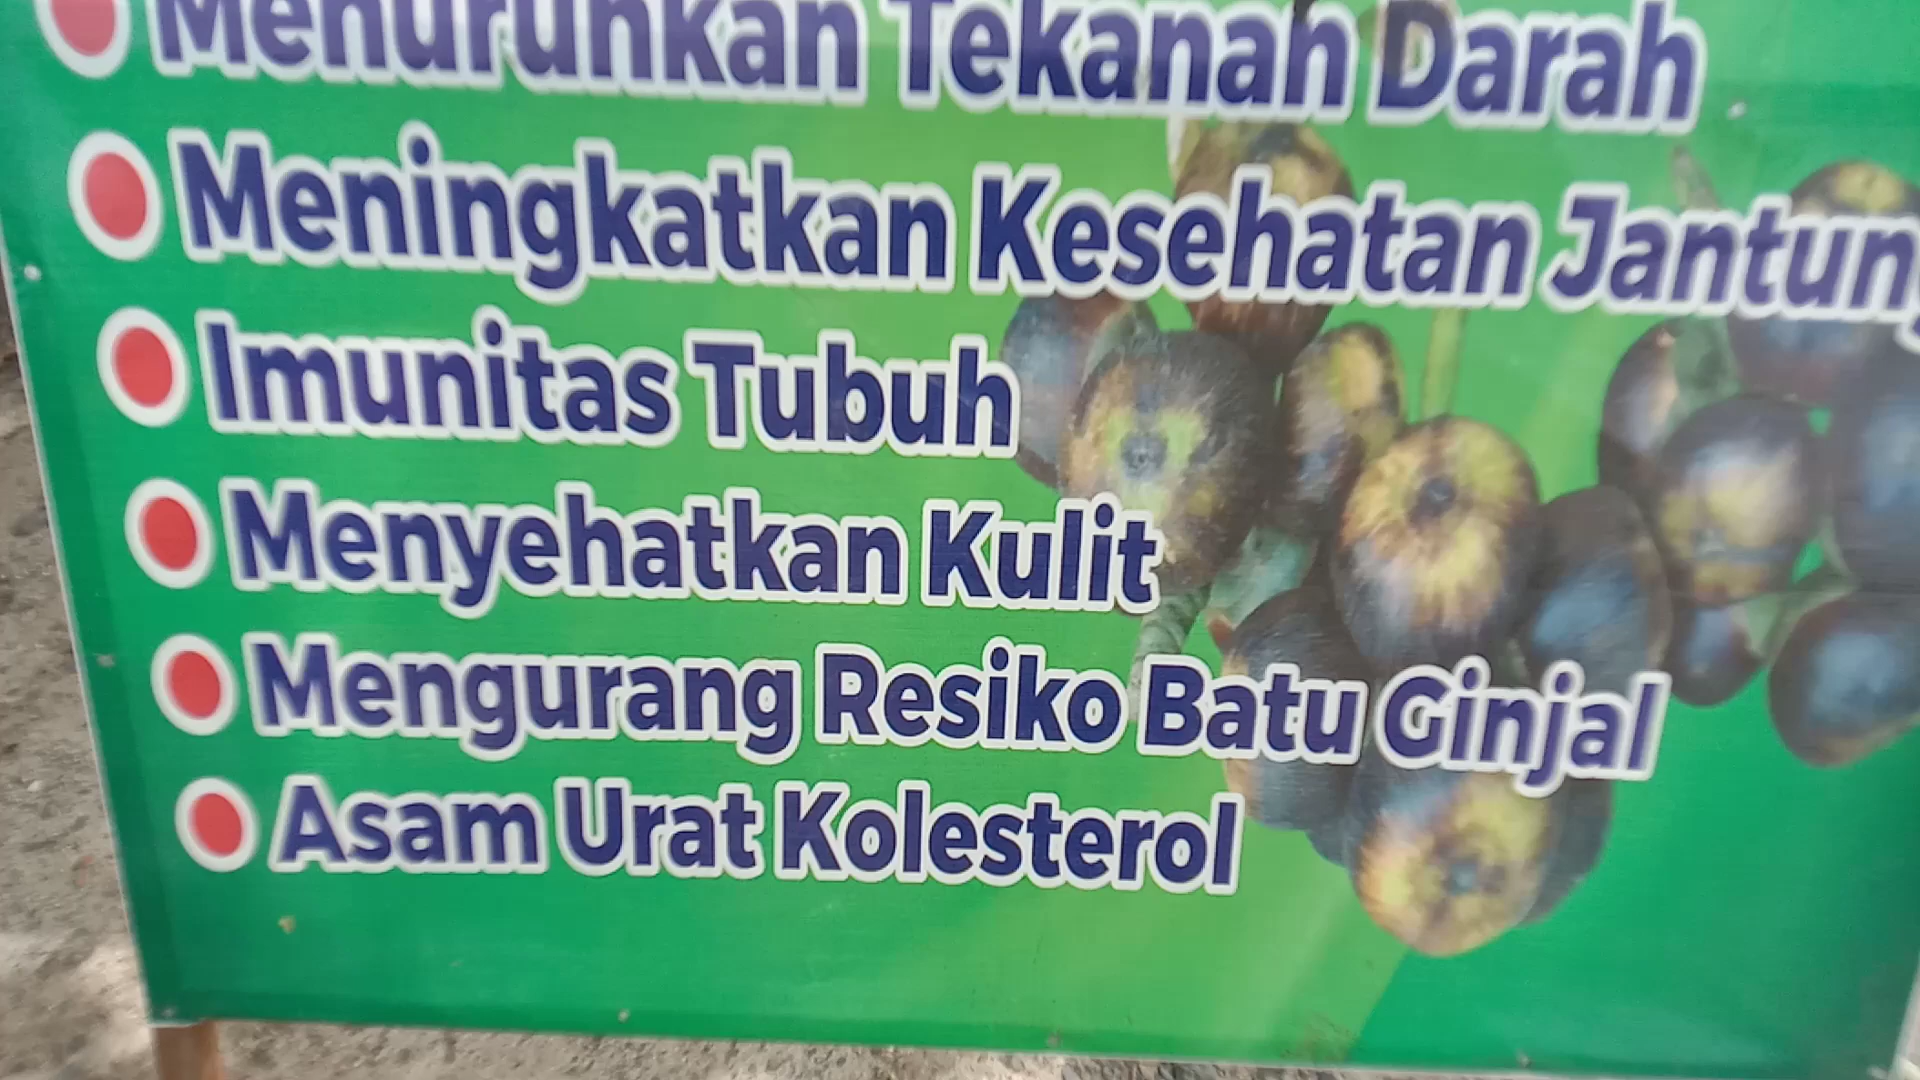 Menurunkan Tekanan Darah
Meningkatkan Kesehatan Jantung
Imunitas Tubuh
Menyehatkan Kulit
Mengurang Resiko Batu Ginjal
Asam Urat Kolesterol